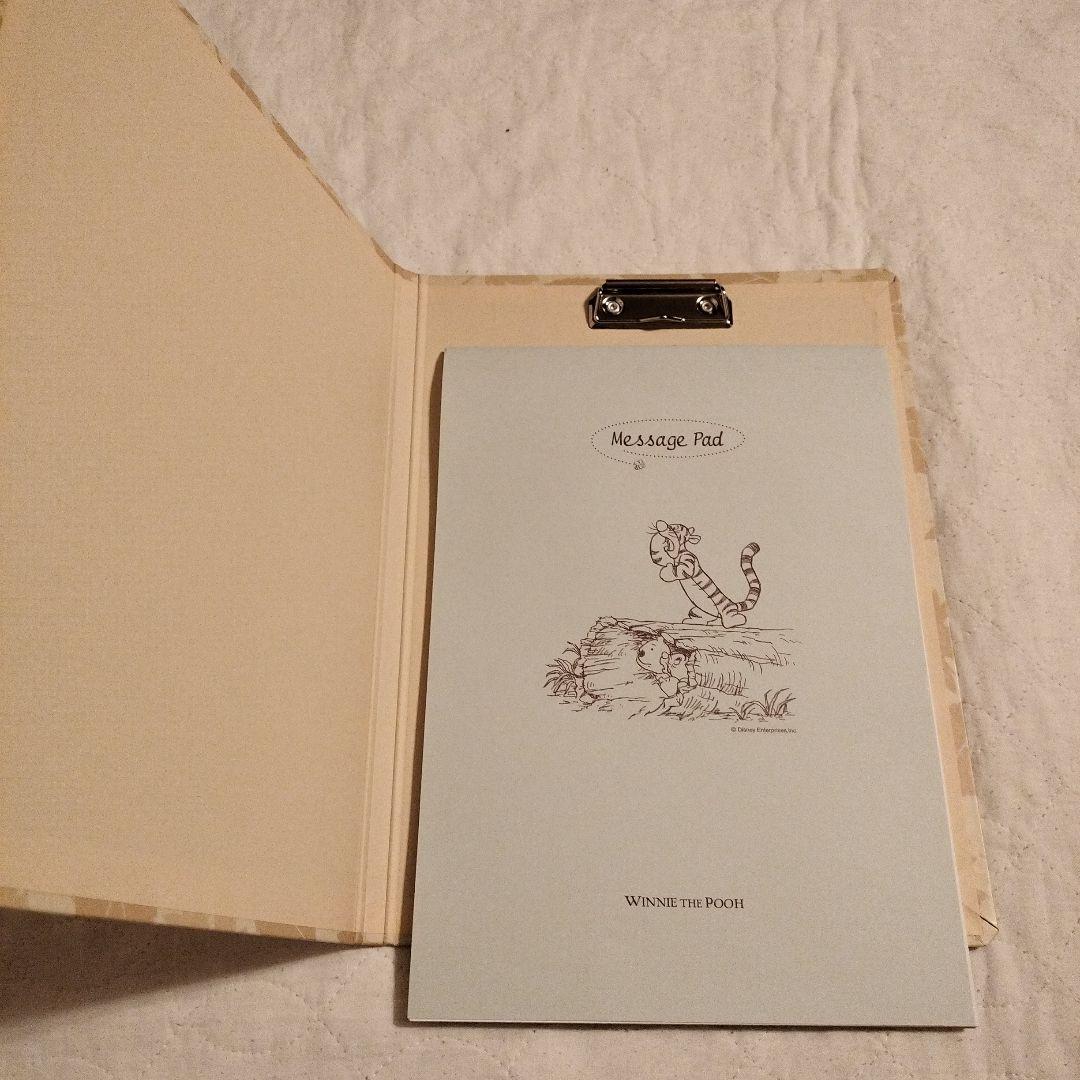 Message Pad
© Disney Enterprises, Inc.
WINNIE THE POOH